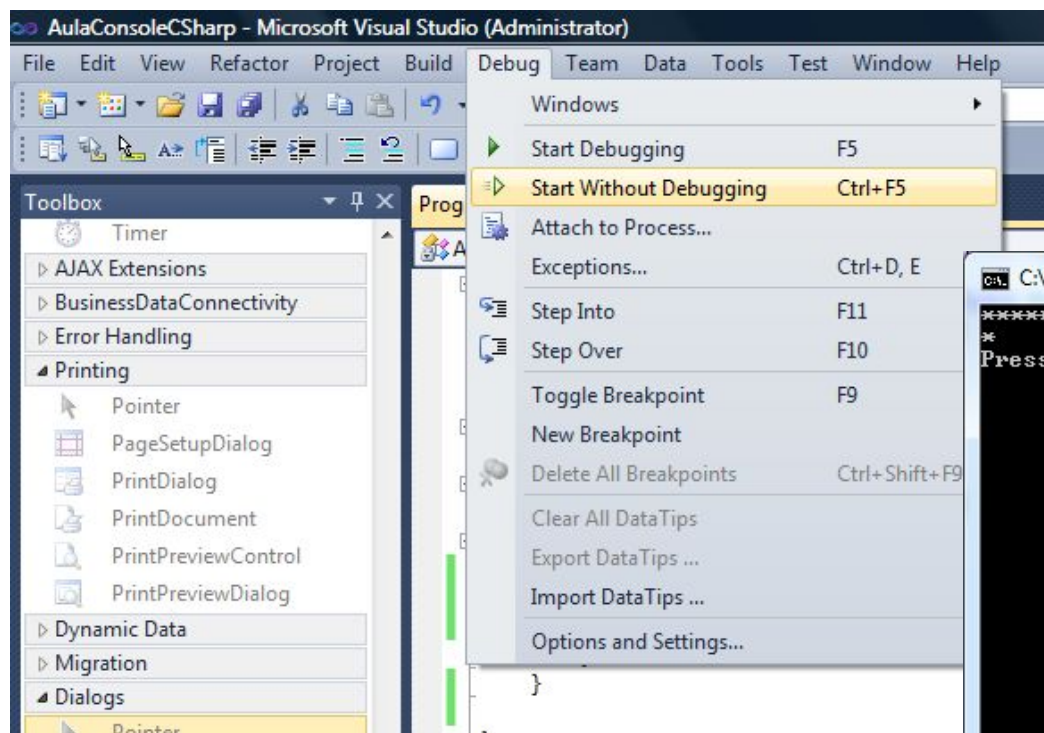 AulaConsoleCSharp - Microsoft Visual Studio (Administrator)
File Edit View Refactor Project Build Debug Team Data Tools Test Window Help
Windows
Start Debugging F5
Start Without Debugging Ctrl+F5
Attach to Process...
Exceptions... Ctrl+D, E
Step Into F11
Step Over F10
Toggle Breakpoint F9
New Breakpoint
Delete All Breakpoints Ctrl+Shift+F9
Clear All DataTips
Export DataTips ...
Import DataTips ...
Options and Settings...
Toolbox
Timer
AJAX Extensions
BusinessDataConnectivity
Error Handling
Printing
Pointer
PageSetupDialog
PrintDialog
PrintDocument
PrintPreviewControl
PrintPreviewDialog
Dynamic Data
Migration
Dialogs
Pointer
Prog
A
}
C:\
*****
*
Press